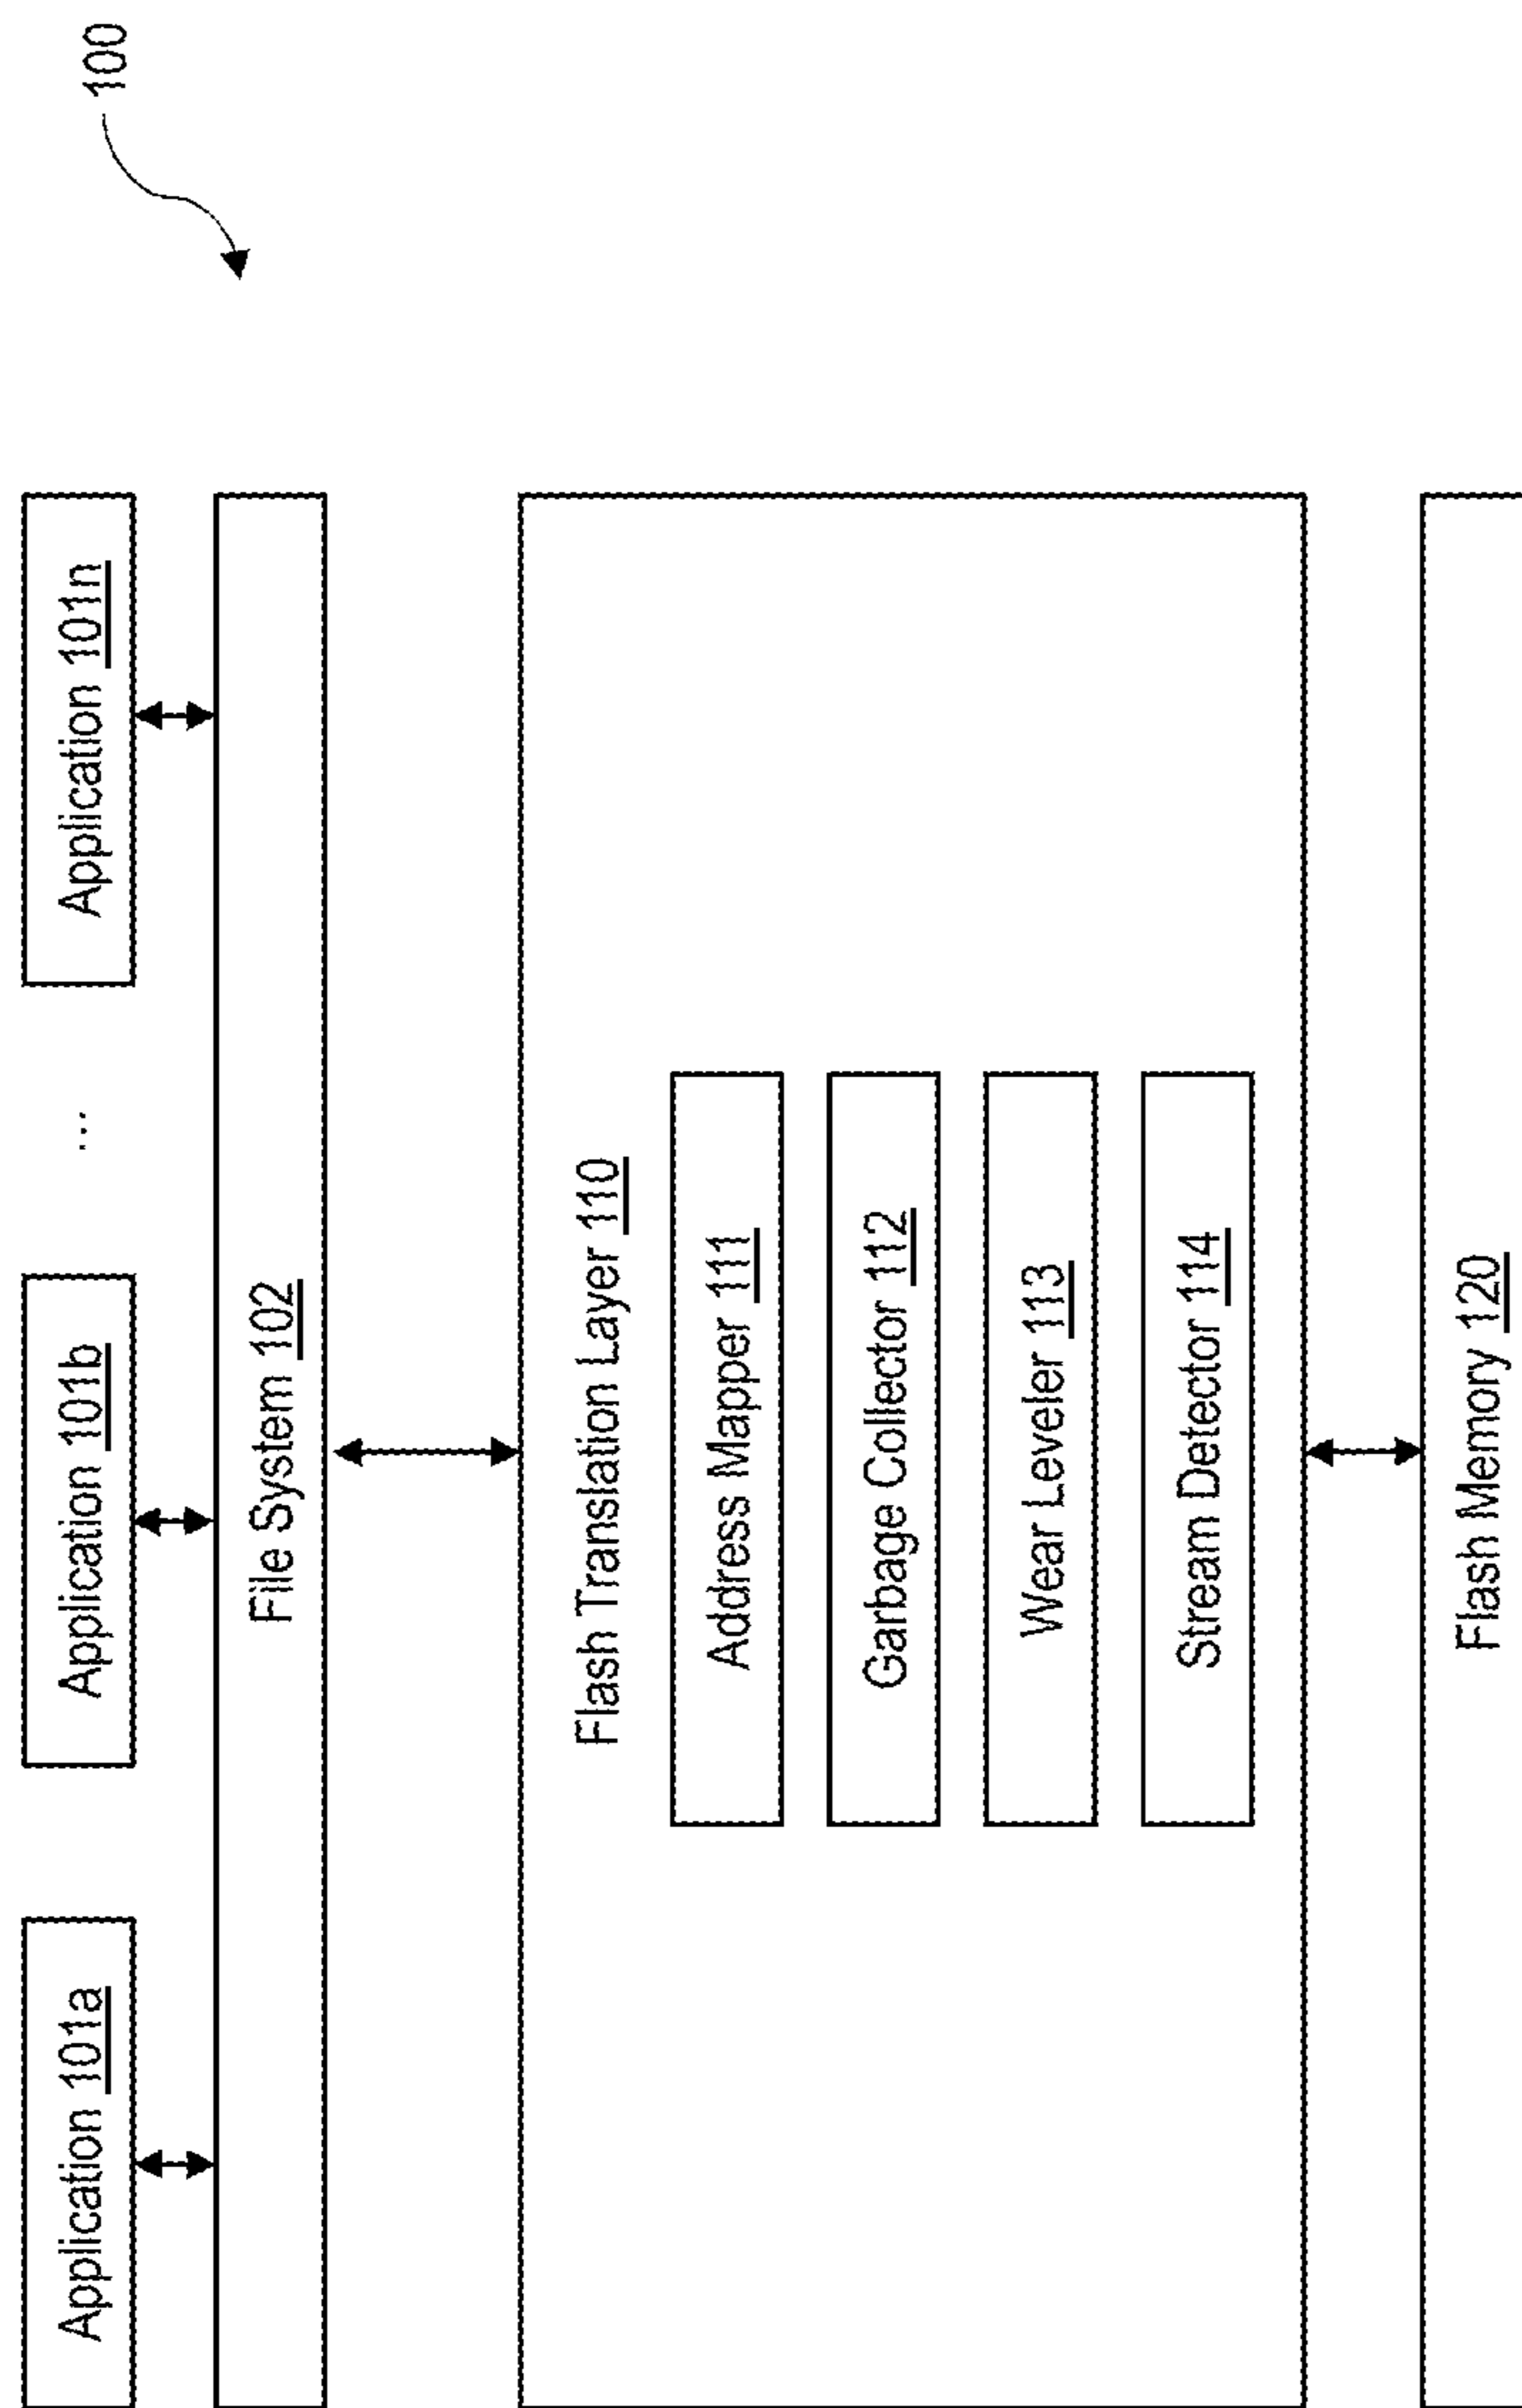 100
Application 101a
Application 101b
...
Application 101n
File System 102
Flash Translation Layer 110
Address Mapper 111
Garbage Collector 112
Wear Leveler 113
Stream Detector 114
Flash Memory 120